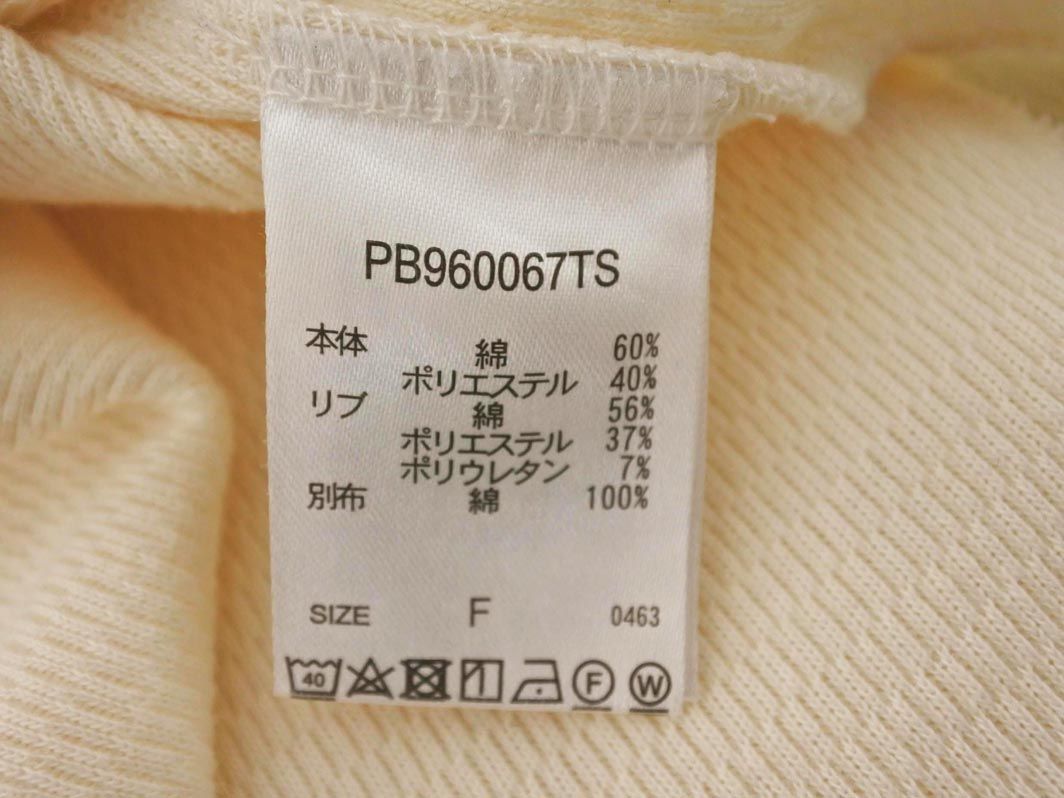 PB960067TS
本体 綿 60%
ポリエステル 40%
リブ 綿 56%
ポリエステル 37%
ポリウレタン 7%
別布 綿 100%
SIZE F 0463
40 F W